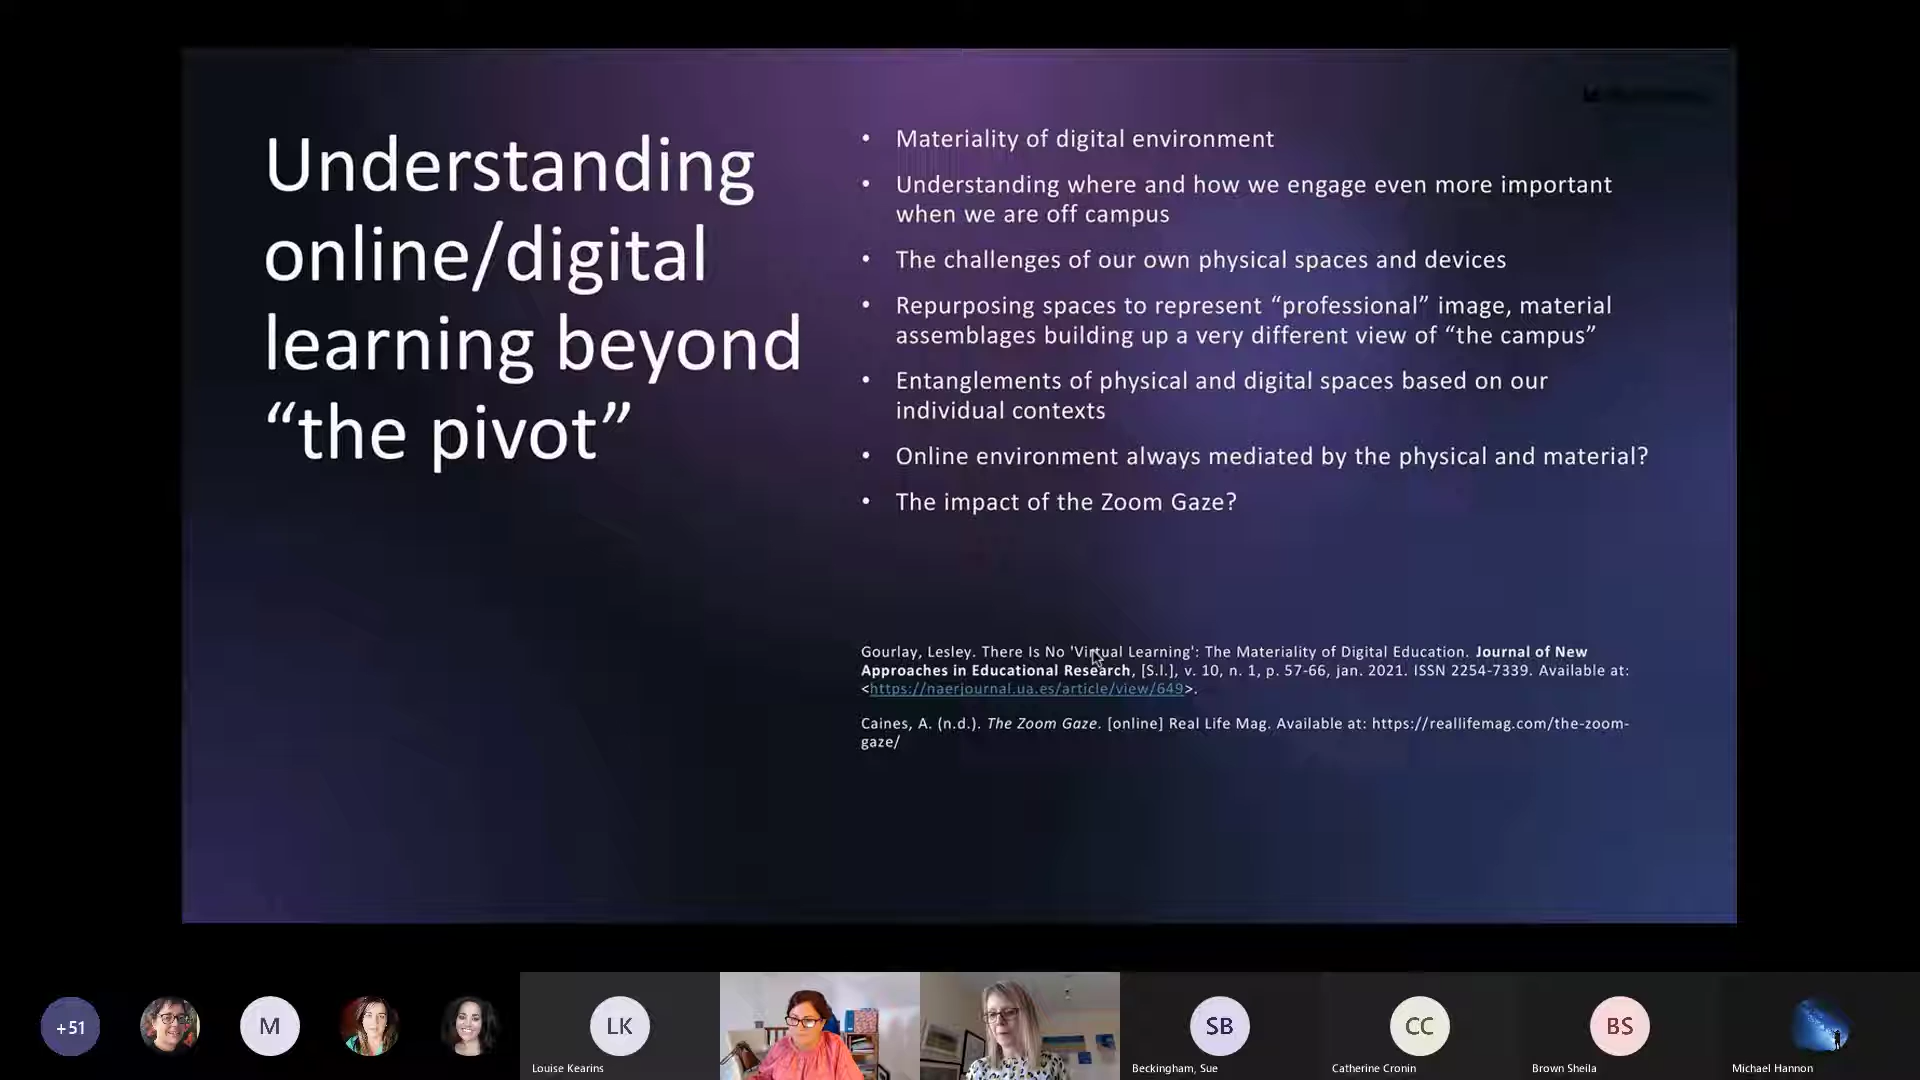 Understanding
online/digital
learning beyond
“the pivot”
• Materiality of digital environment
• Understanding where and how we engage even more important
when we are off campus
• The challenges of our own physical spaces and devices
• Repurposing spaces to represent “professional” image, material
assemblages building up a very different view of “the campus”
• Entanglements of physical and digital spaces based on our
individual contexts
• Online environment always mediated by the physical and material?
• The impact of the Zoom Gaze?
Gourlay, Lesley. There Is No 'Virtual Learning': The Materiality of Digital Education. Journal of New
Approaches in Educational Research, [S.l.], v. 10, n. 1, p. 57-66, jan. 2021. ISSN 2254-7339. Available at:
<https://naerjournal.ua.es/article/view/649>.
Caines, A. (n.d.). The Zoom Gaze. [online] Real Life Mag. Available at: https://reallifemag.com/the-zoom-
gaze/
+51
M
LK
Louise Kearins
SB
Beckingham, Sue
CC
Catherine Cronin
BS
Brown Sheila
Michael Hannon